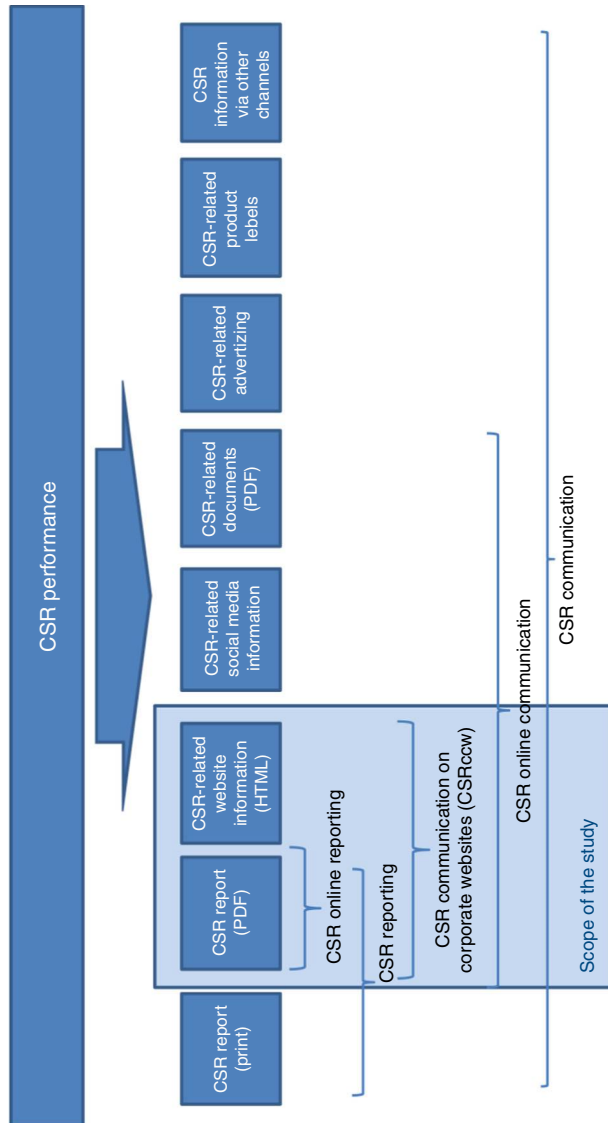 CSR performance
CSR report
(print)
CSR report
(PDF)
CSR-related
website
information
(HTML)
CSR-related
social media
information
CSR-related
documents
(PDF)
CSR-related
advertizing
CSR-related
product
lebels
CSR
information
via other
channels
CSR online reporting
CSR reporting
CSR communication on
corporate websites (CSRccw)
CSR online communication
CSR communication
Scope of the study